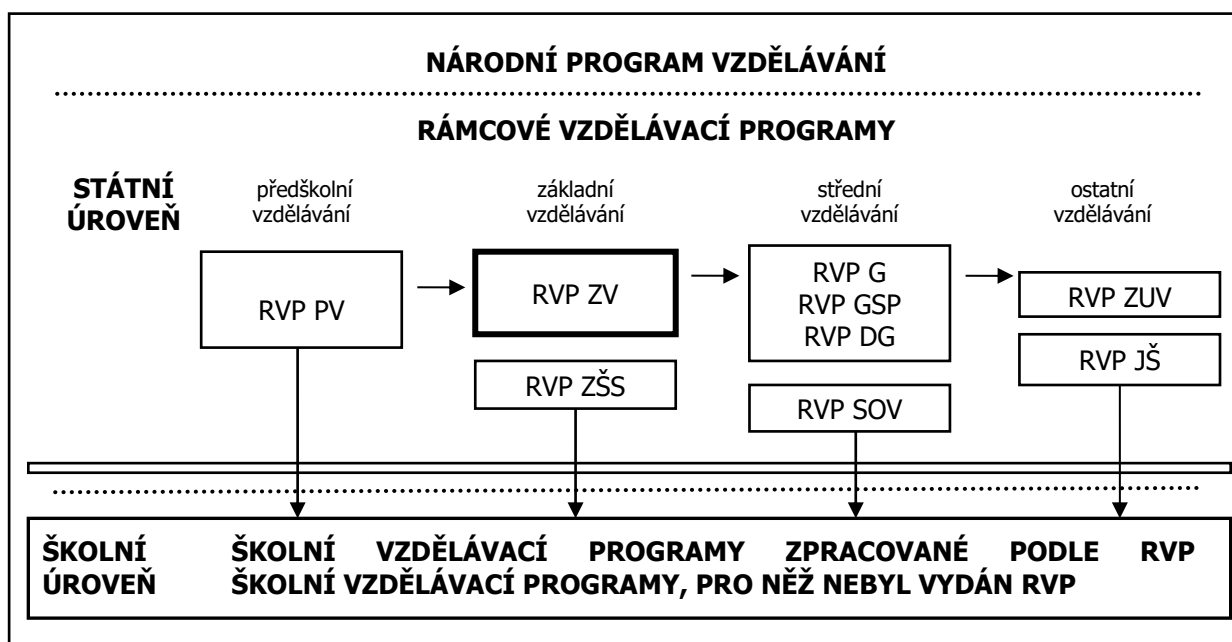 NÁRODNÍ PROGRAM VZDĚLÁVÁNÍ
RÁMCOVÉ VZDĚLÁVACÍ PROGRAMY
STÁTNÍ
ÚROVEŇ
předškolní
vzdělávání
základní
vzdělávání
střední
vzdělávání
ostatní
vzdělávání
RVP PV
RVP ZV
RVP ZŠS
RVP G
RVP GSP
RVP DG
RVP SOV
RVP ZUV
RVP JŠ
ŠKOLNÍ
ÚROVEŇ
ŠKOLNÍ VZDĚLÁVACÍ PROGRAMY ZPRACOVANÉ PODLE RVP
ŠKOLNÍ VZDĚLÁVACÍ PROGRAMY, PRO NĚŽ NEBYL VYDÁN RVP